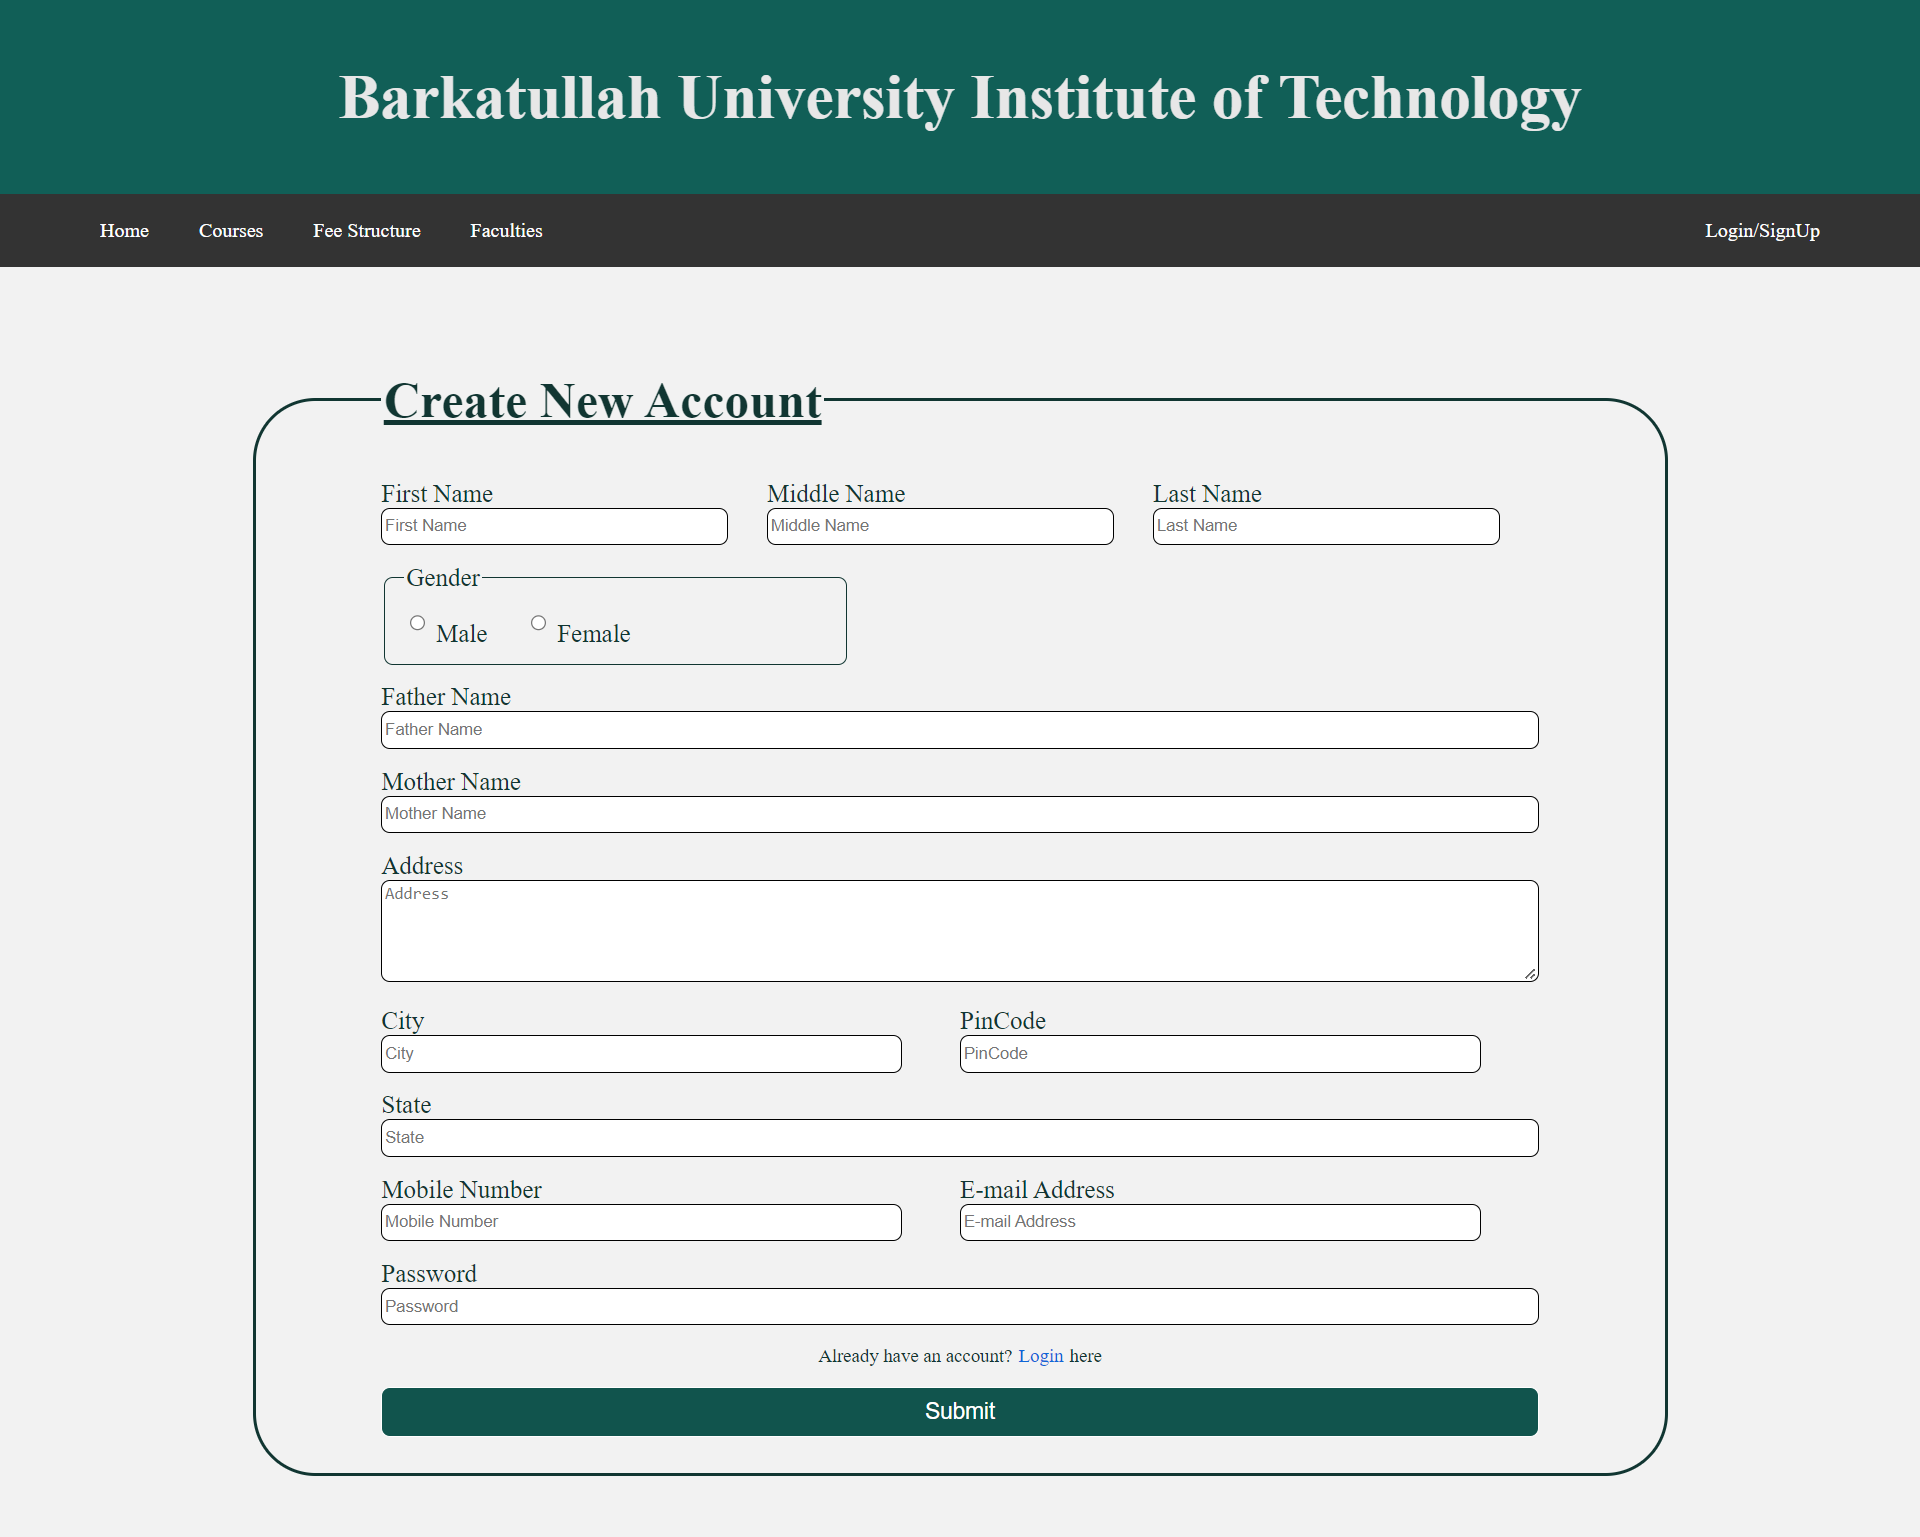 Barkatullah University Institute of Technology
Home Courses Fee Structure Faculties Login/SignUp
Create New Account
First Name Middle Name Last Name
First Name Middle Name Last Name
Gender
Male Female
Father Name
Father Name
Mother Name
Mother Name
Address
Address
City PinCode
City PinCode
State
State
Mobile Number E-mail Address
Mobile Number E-mail Address
Password
Password
Already have an account? Login here
Submit